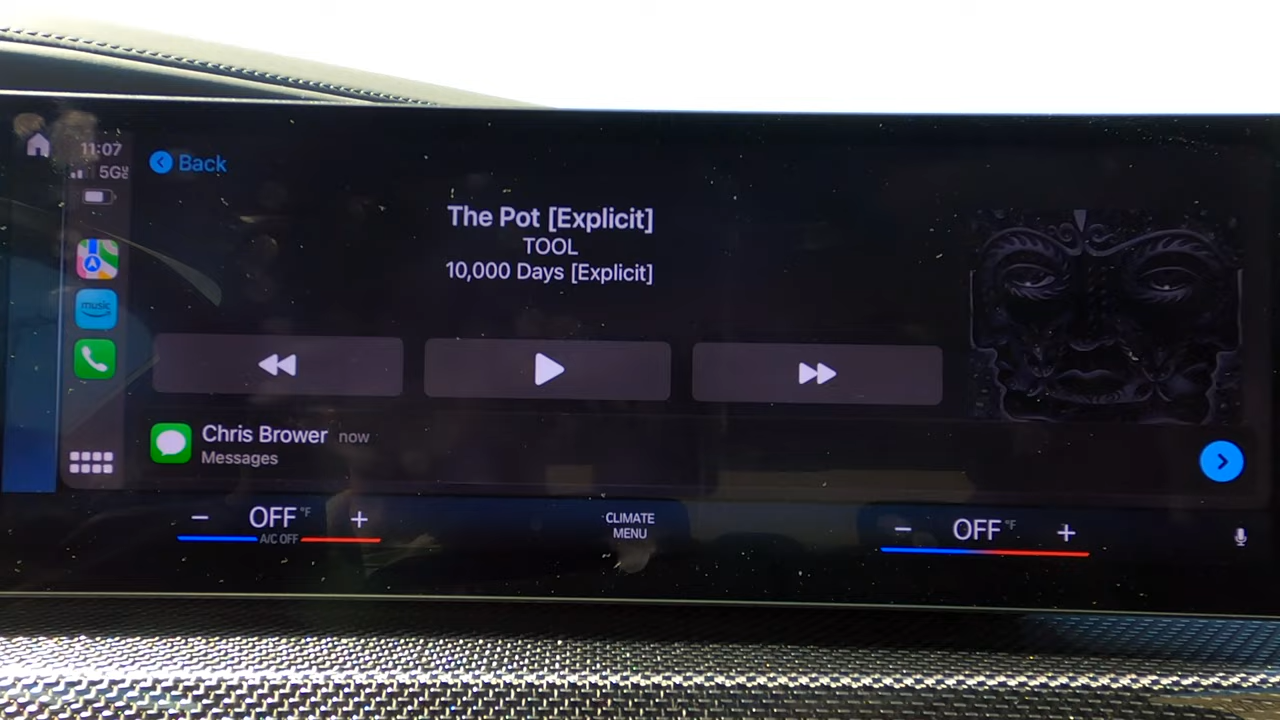 11:07
5GUC
Back
The Pot [Explicit]
TOOL
10,000 Days [Explicit]
music
Chris Brower now
Messages
− OFF °F +
A/C OFF
CLIMATE
MENU
− OFF °F +